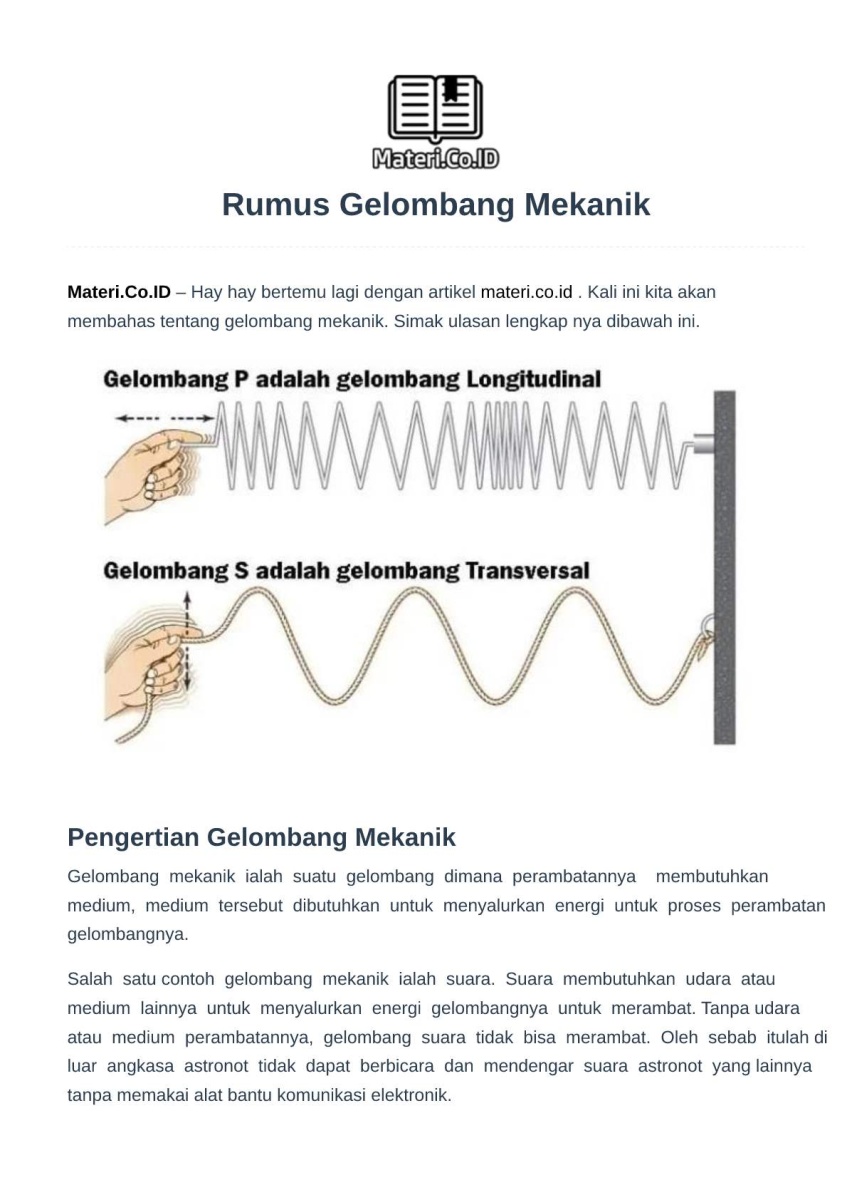 Materi.Co.ID
Rumus Gelombang Mekanik
Materi.Co.ID – Hay hay bertemu lagi dengan artikel materi.co.id . Kali ini kita akan
membahas tentang gelombang mekanik. Simak ulasan lengkap nya dibawah ini.
Gelombang P adalah gelombang Longitudinal
Gelombang S adalah gelombang Transversal
Pengertian Gelombang Mekanik
Gelombang mekanik ialah suatu gelombang dimana perambatannya membutuhkan
medium, medium tersebut dibutuhkan untuk menyalurkan energi untuk proses perambatan
gelombangnya.
Salah satu contoh gelombang mekanik ialah suara. Suara membutuhkan udara atau
medium lainnya untuk menyalurkan energi gelombangnya untuk merambat. Tanpa udara
atau medium perambatannya, gelombang suara tidak bisa merambat. Oleh sebab itulah di
luar angkasa astronot tidak dapat berbicara dan mendengar suara astronot yang lainnya
tanpa memakai alat bantu komunikasi elektronik.